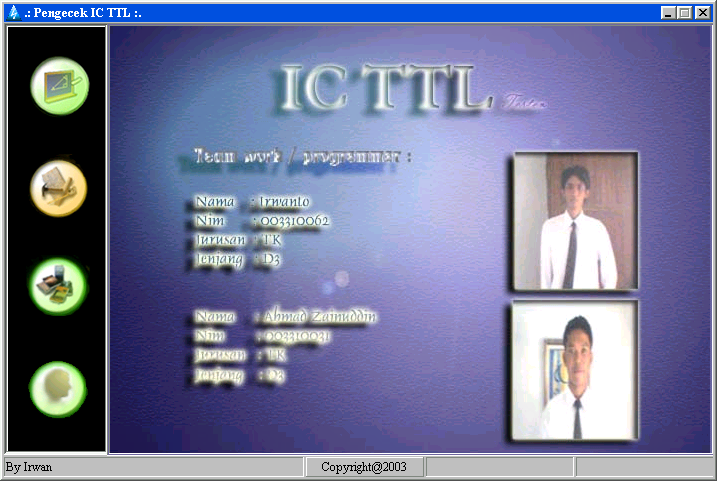 .: Pengecek IC TTL :.
IC TTL Tester
Team work / programmer :
Nama : Irwanto
Nim : 003310062
Jurusan : TK
Jenjang : D3
Nama : Ahmad Zainuddin
Nim : 003310031
Jurusan : TK
Jenjang : D3
By Irwan
Copyright@2003